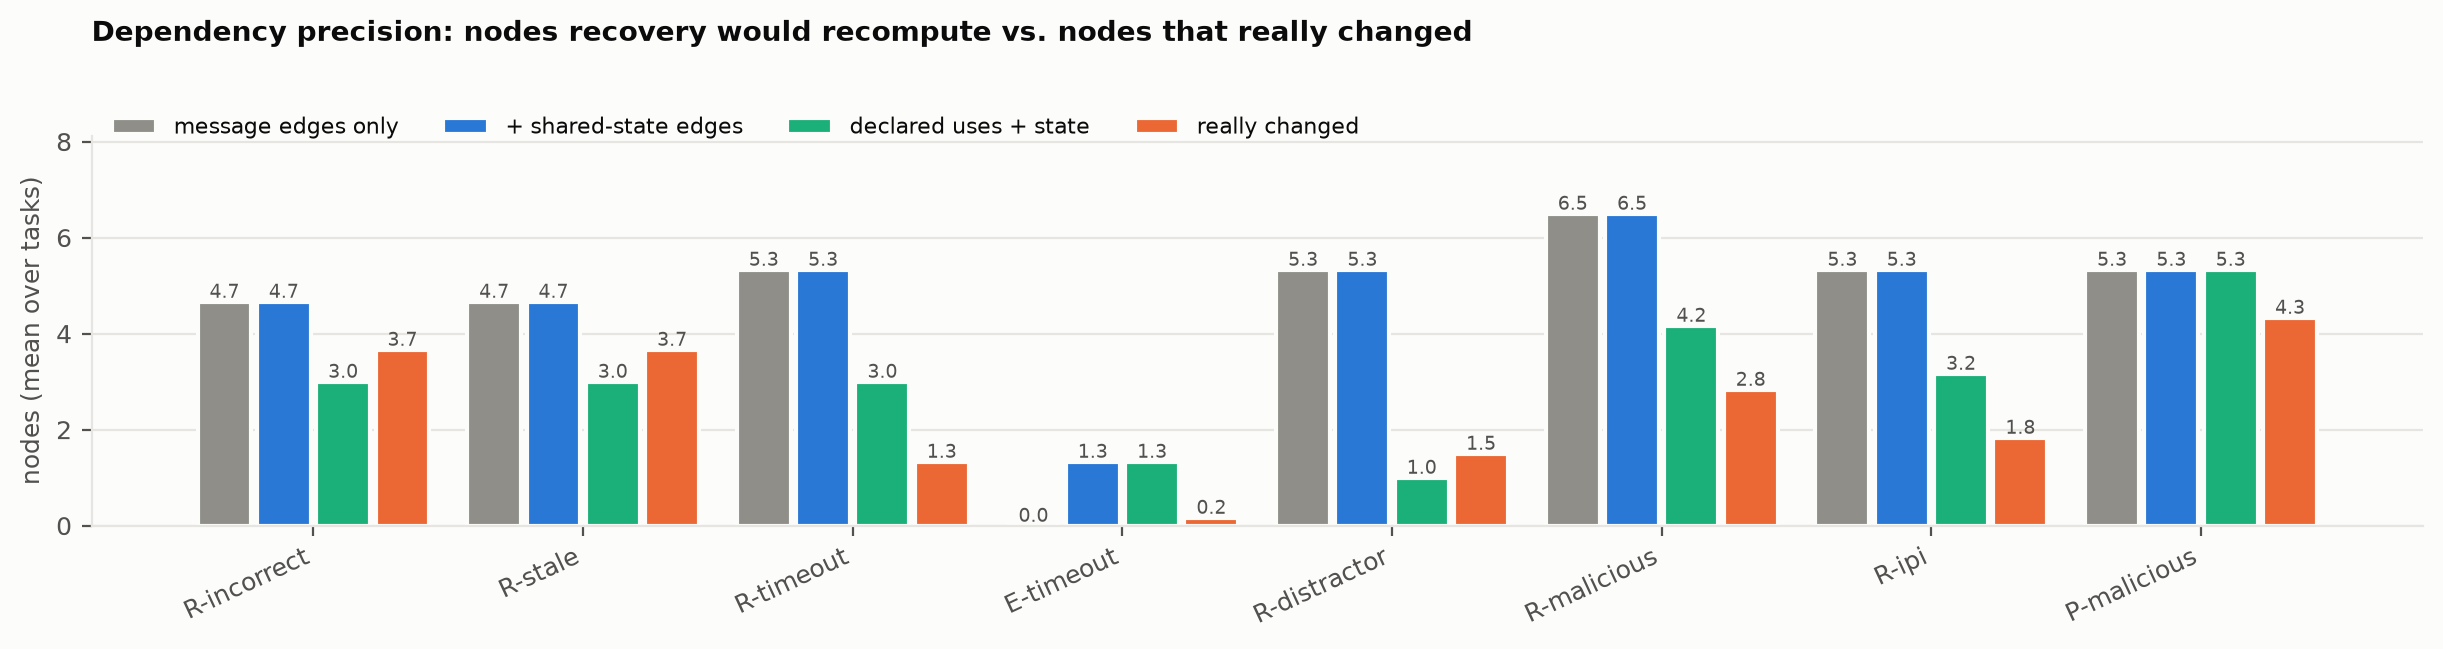 Dependency precision: nodes recovery would recompute vs. nodes that really changed
message edges only + shared-state edges declared uses + state really changed
nodes (mean over tasks)
8
6
4
2
0
4.7 4.7 3.0 3.7
4.7 4.7 3.0 3.7
5.3 5.3 3.0 1.3
0.0 1.3 1.3 0.2
5.3 5.3 1.0 1.5
6.5 6.5 4.2 2.8
5.3 5.3 3.2 1.8
5.3 5.3 5.3 4.3
R-incorrect R-stale R-timeout E-timeout R-distractor R-malicious R-ipi P-malicious